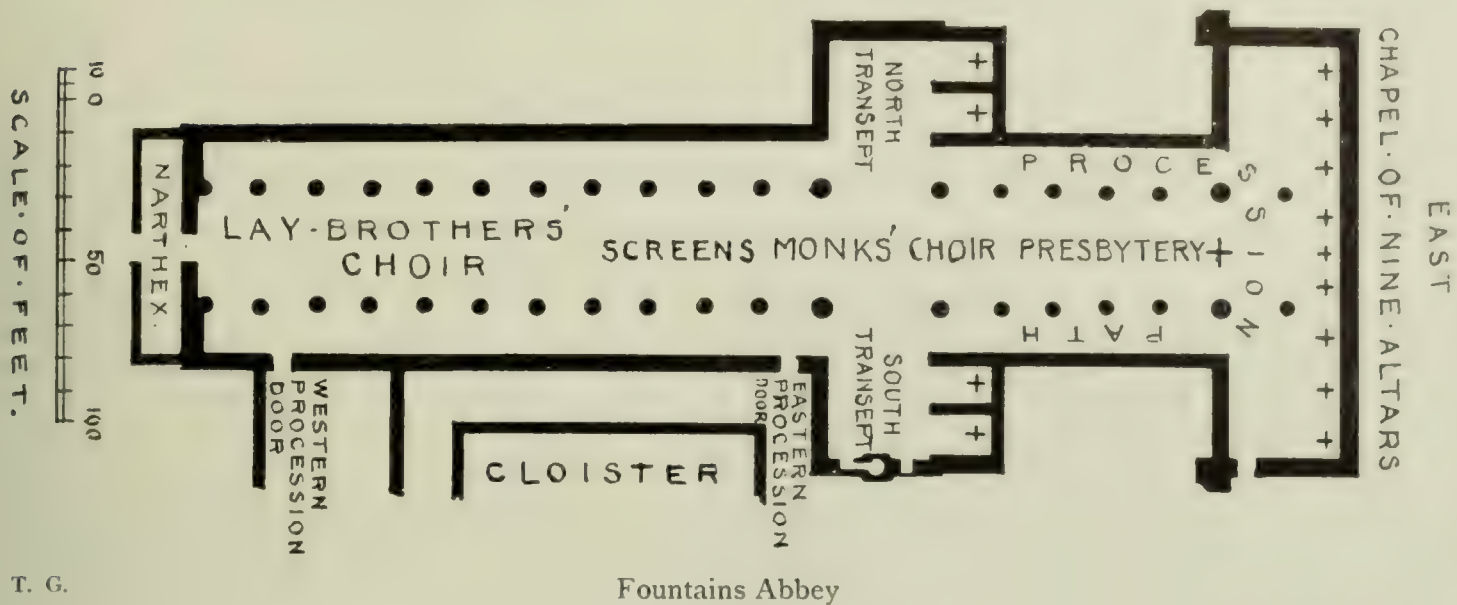 SCALE·OF·FEET.
10
0
50
100
NARTHEX.
LAY-BROTHERS'
CHOIR
SCREENS MONKS' CHOIR PRESBYTERY
NORTH
TRANSEPT
SOUTH
TRANSEPT
PROCESSION
PATH
CHAPEL·OF·NINE·ALTARS
EAST
WESTERN
PROCESSION
DOOR
EASTERN
PROCESSION
DOOR
CLOISTER
T. G.
Fountains Abbey